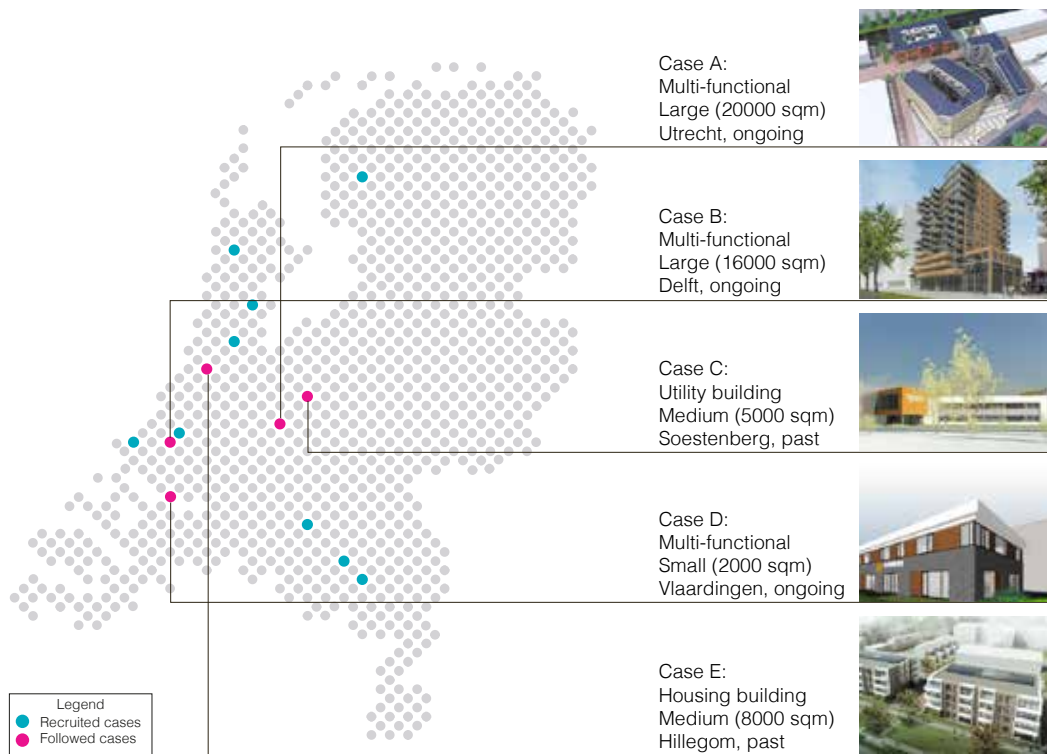 Case A:
Multi-functional
Large (20000 sqm)
Utrecht, ongoing
Case B:
Multi-functional
Large (16000 sqm)
Delft, ongoing
Case C:
Utility building
Medium (5000 sqm)
Soestenberg, past
Case D:
Multi-functional
Small (2000 sqm)
Vlaardingen, ongoing
Case E:
Housing building
Medium (8000 sqm)
Hillegom, past
Legend
Recruited cases
Followed cases